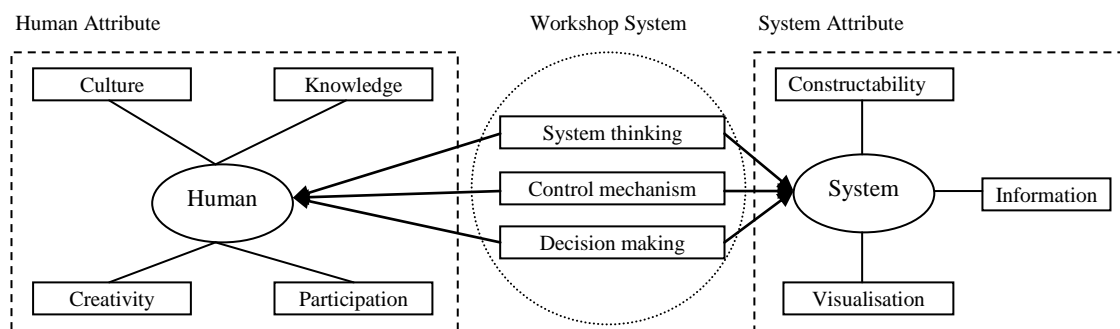 Human Attribute
Workshop System
System Attribute
Culture
Knowledge
Constructability
System thinking
Human
Control mechanism
System
Information
Decision making
Creativity
Participation
Visualisation